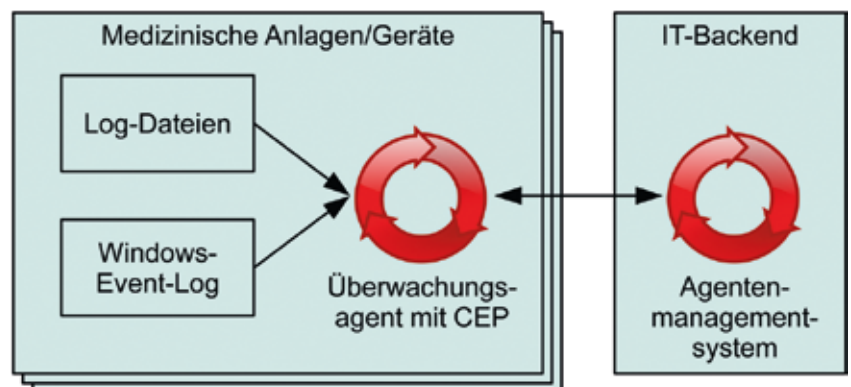 Medizinische Anlagen/Geräte
Log-Dateien
Windows-
Event-Log
Überwachungs-
agent mit CEP
IT-Backend
Agenten-
management-
system